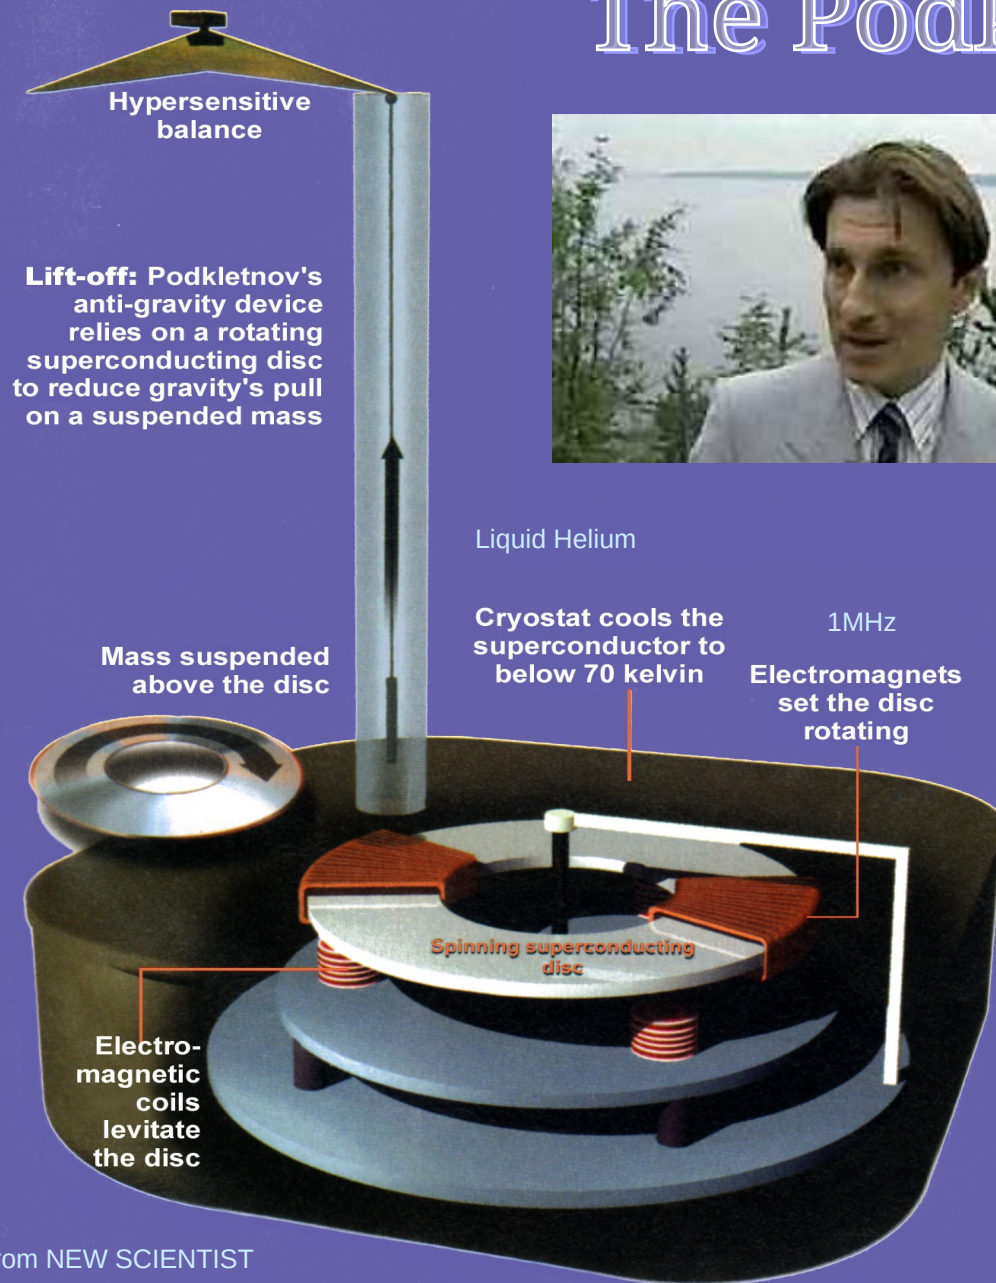 The Podk
Hypersensitive
balance
Lift-off: Podkletnov's
anti-gravity device
relies on a rotating
superconducting disc
to reduce gravity's pull
on a suspended mass
Liquid Helium
Cryostat cools the
superconductor to
below 70 kelvin
1MHz
Electromagnets
set the disc
rotating
Mass suspended
above the disc
Spinning superconducting
disc
Electro-
magnetic
coils
levitate
the disc
rom NEW SCIENTIST